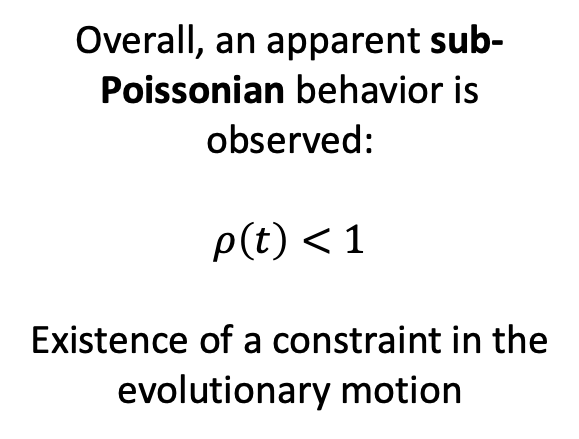 Overall, an apparent sub-
Poissonian behavior is
observed:
ρ(t) < 1
Existence of a constraint in the
evolutionary motion